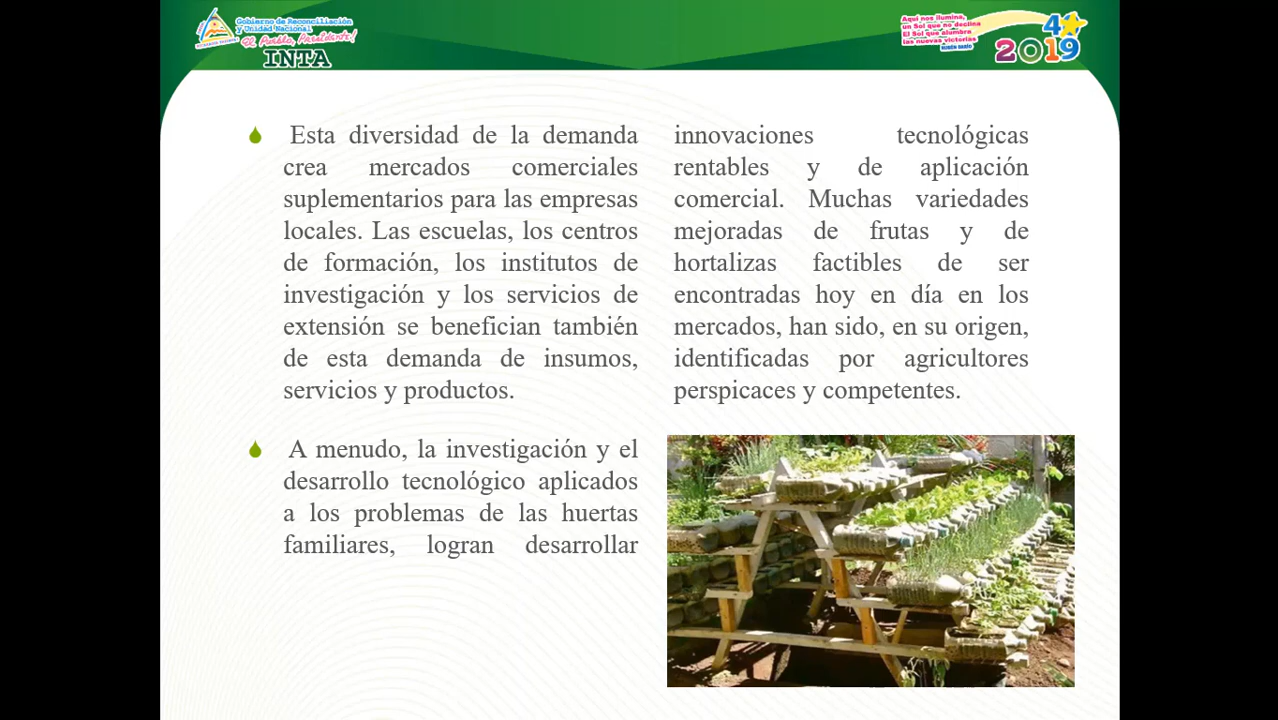 Gobierno de Reconciliación
y Unidad Nacional
El Pueblo, Presidente!
INTA
Aquí nos ilumina,
un Sol que no declina
El Sol que alumbra
las nuevas victorias
RUBÉN DARÍO
2019
Esta diversidad de la demanda
crea mercados comerciales
suplementarios para las empresas
locales. Las escuelas, los centros
de formación, los institutos de
investigación y los servicios de
extensión se benefician también
de esta demanda de insumos,
servicios y productos.
A menudo, la investigación y el
desarrollo tecnológico aplicados
a los problemas de las huertas
familiares, logran desarrollar
innovaciones tecnológicas
rentables y de aplicación
comercial. Muchas variedades
mejoradas de frutas y de
hortalizas factibles de ser
encontradas hoy en día en los
mercados, han sido, en su origen,
identificadas por agricultores
perspicaces y competentes.